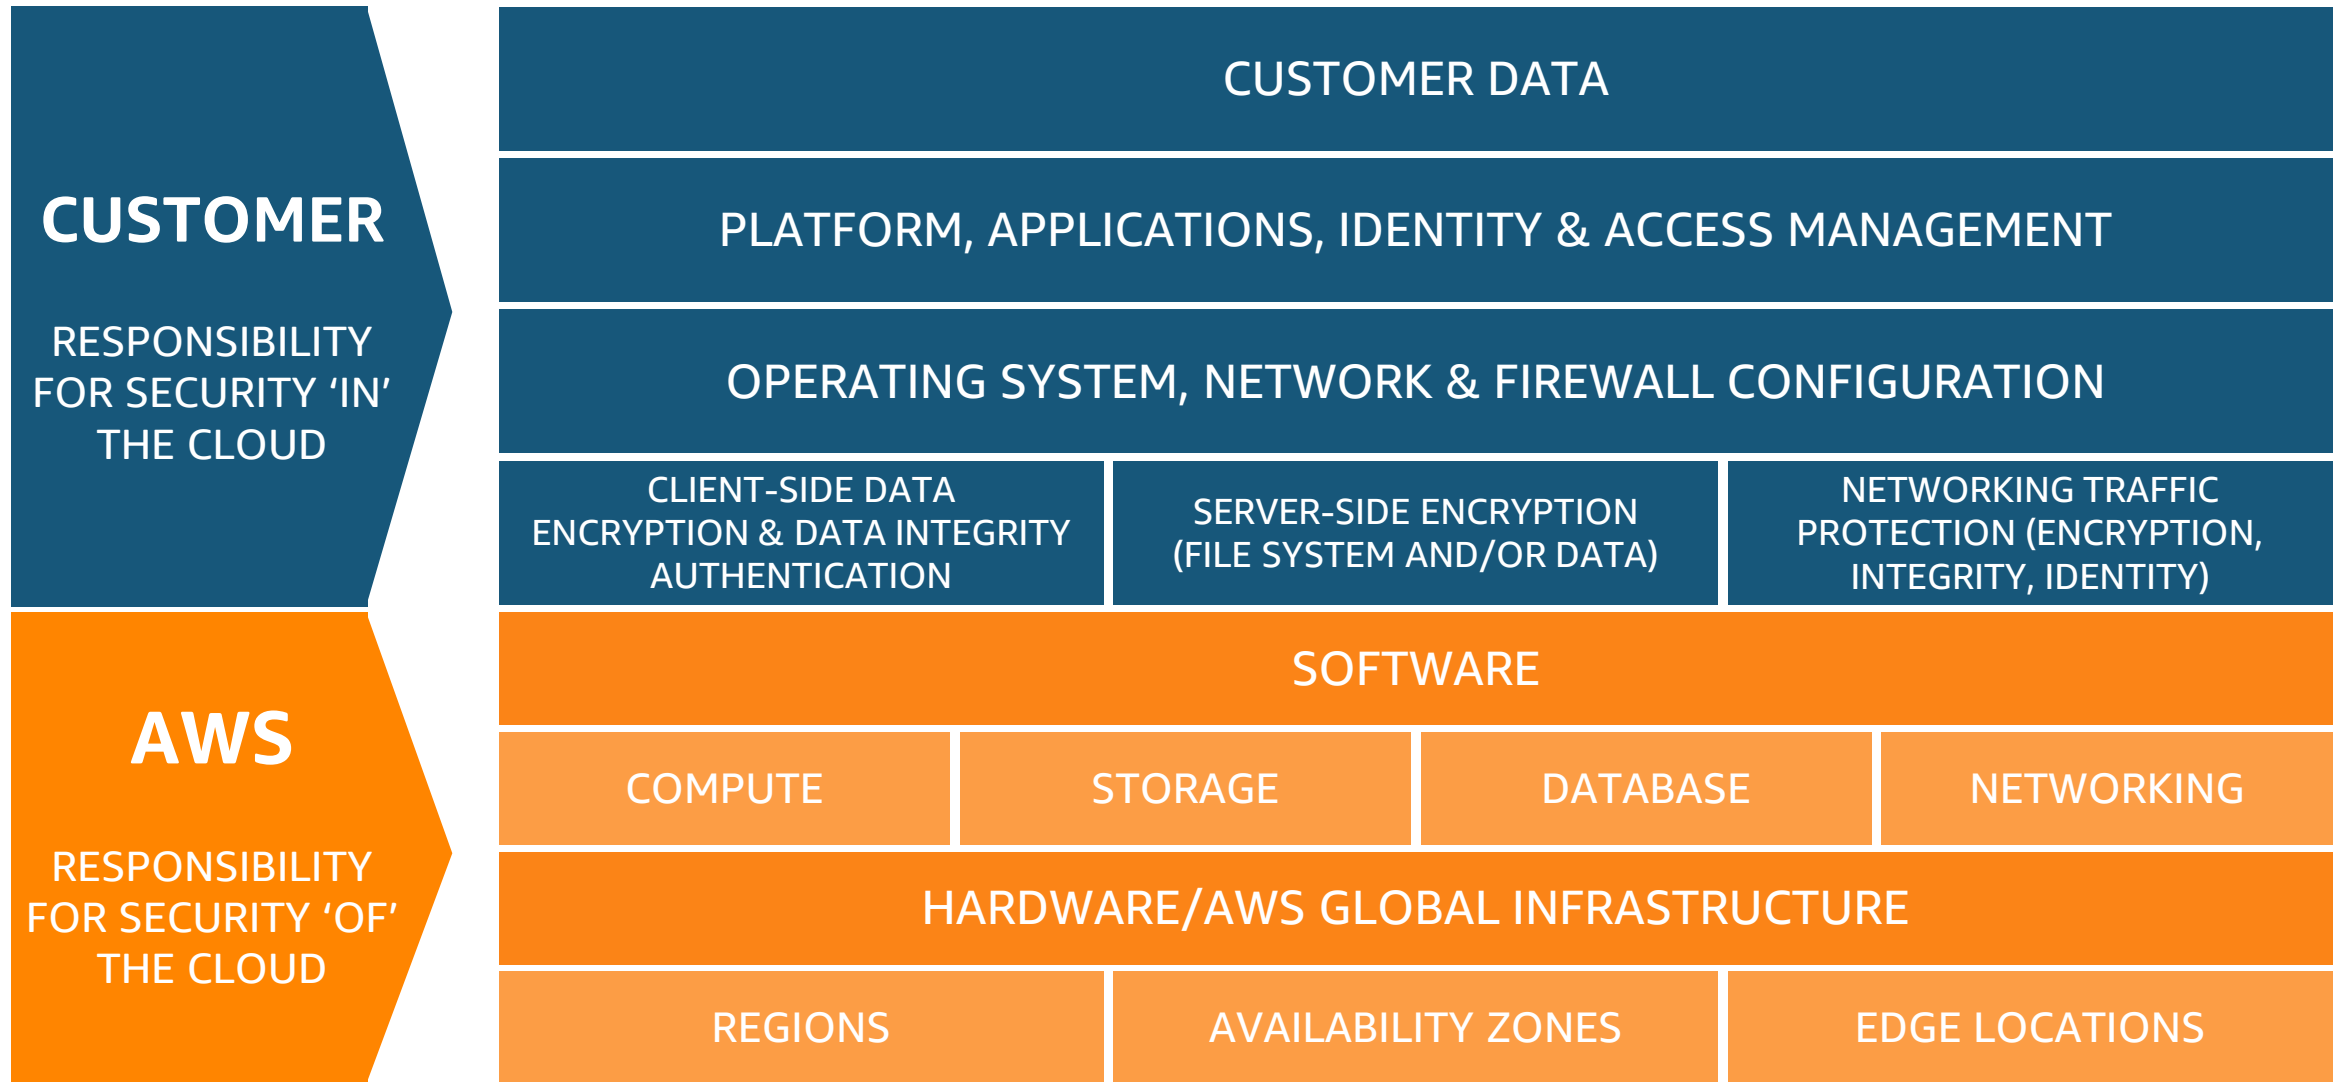 CUSTOMER
RESPONSIBILITY
FOR SECURITY ‘IN’
THE CLOUD
CUSTOMER DATA
PLATFORM, APPLICATIONS, IDENTITY & ACCESS MANAGEMENT
OPERATING SYSTEM, NETWORK & FIREWALL CONFIGURATION
CLIENT-SIDE DATA
ENCRYPTION & DATA INTEGRITY
AUTHENTICATION
SERVER-SIDE ENCRYPTION
(FILE SYSTEM AND/OR DATA)
NETWORKING TRAFFIC
PROTECTION (ENCRYPTION,
INTEGRITY, IDENTITY)
AWS
RESPONSIBILITY
FOR SECURITY ‘OF’
THE CLOUD
SOFTWARE
COMPUTE
STORAGE
DATABASE
NETWORKING
HARDWARE/AWS GLOBAL INFRASTRUCTURE
REGIONS
AVAILABILITY ZONES
EDGE LOCATIONS